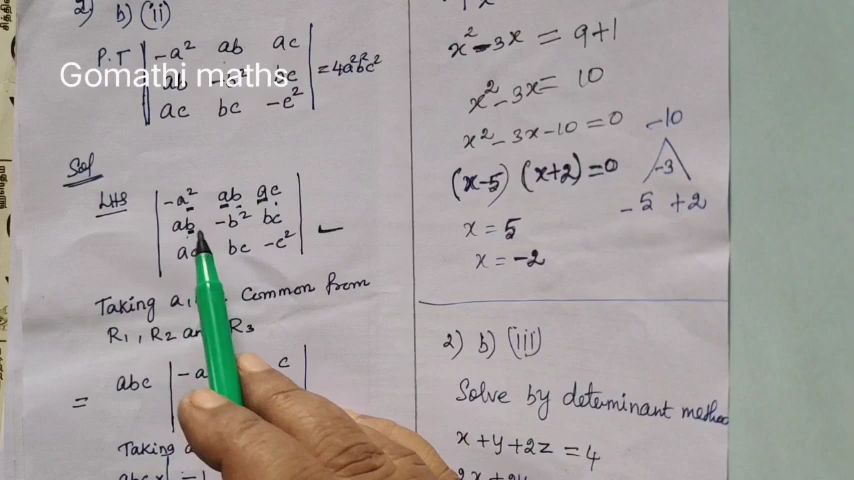 2) b) (ii)
P.T | -a² ab ac |
| ab -b² bc | = 4a²b²c²
| ac bc -c² |
Gomathi maths
Sol
LHS | -a² ab ac |
| ab -b² bc |
| bc -c² |
Taking a, Common from
R₁, R₂ R₃
= abc | -a c |
Taking
x² - 3x = 9+1
x² - 3x = 10
x² - 3x - 10 = 0
(x-5) (x+2) = 0
x = 5
x = -2
-10
-3
-5 +2
2) b) (iii)
Solve by determinant method
x + y + 2z = 4